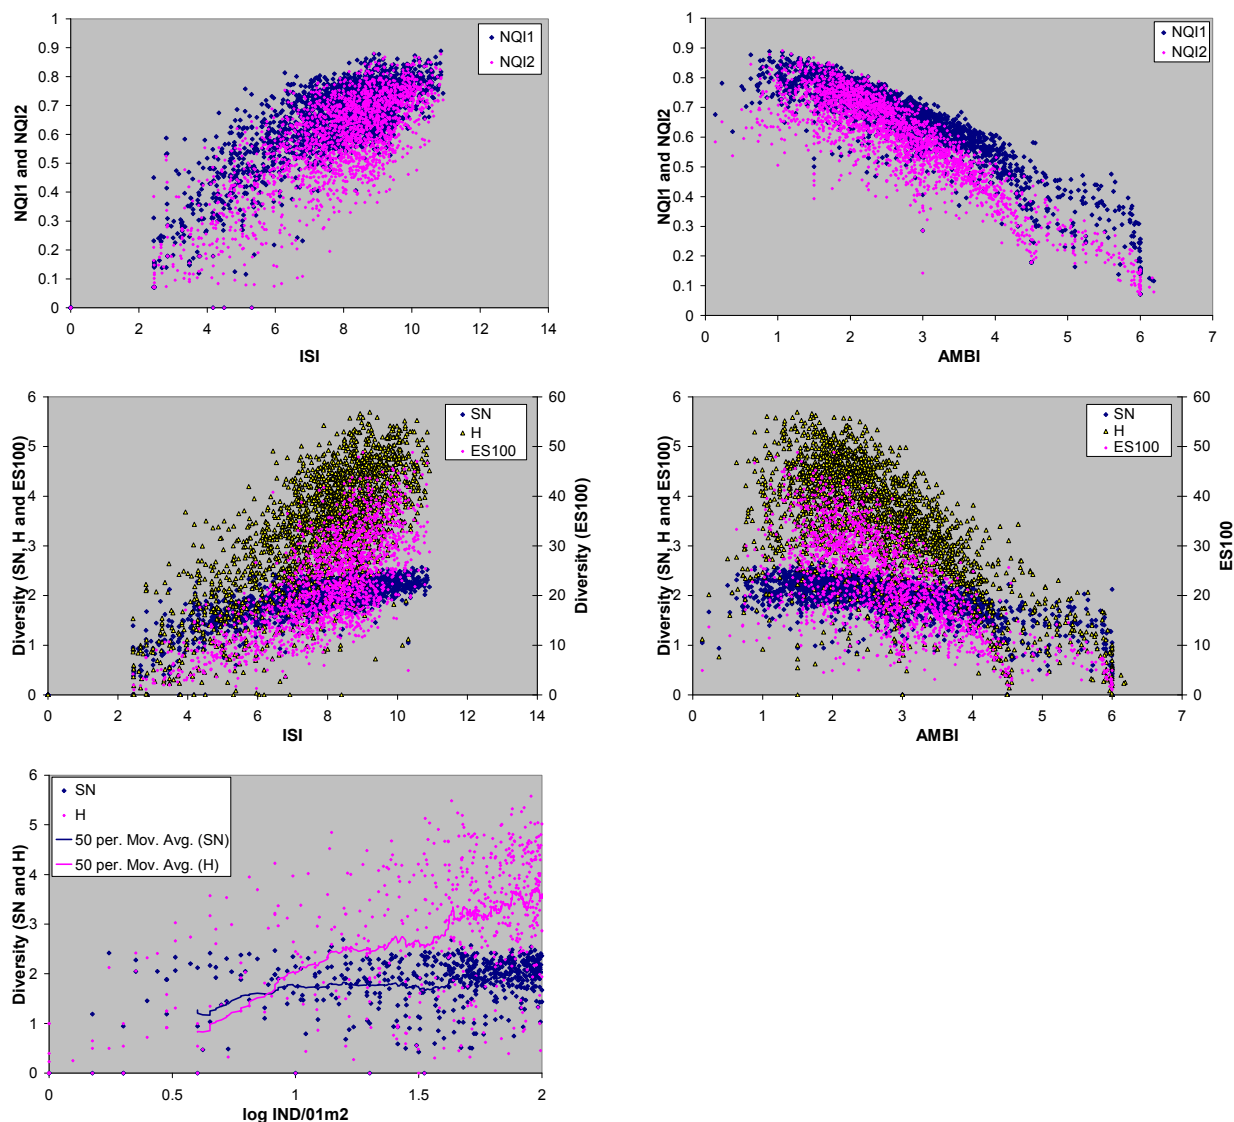 1
0.9
0.8
0.7
0.6
0.5
0.4
0.3
0.2
0.1
0
NQI1 and NQI2
NQI1
NQI2
0 2 4 6 8 10 12 14
ISI
1
0.9
0.8
0.7
0.6
0.5
0.4
0.3
0.2
0.1
0
NQI1 and NQI2
NQI1
NQI2
0 1 2 3 4 5 6 7
AMBI
6
5
4
3
2
1
0
Diversity (SN, H and ES100)
SN
H
ES100
60
50
40
30
20
10
0
Diversity (ES100)
0 2 4 6 8 10 12 14
ISI
6
5
4
3
2
1
0
Diversity (SN, H and ES100)
SN
H
ES100
60
50
40
30
20
10
0
ES100
0 1 2 3 4 5 6 7
AMBI
6
5
4
3
2
1
0
Diversity (SN and H)
SN
H
50 per. Mov. Avg. (SN)
50 per. Mov. Avg. (H)
0 0.5 1 1.5 2
log IND/01m2